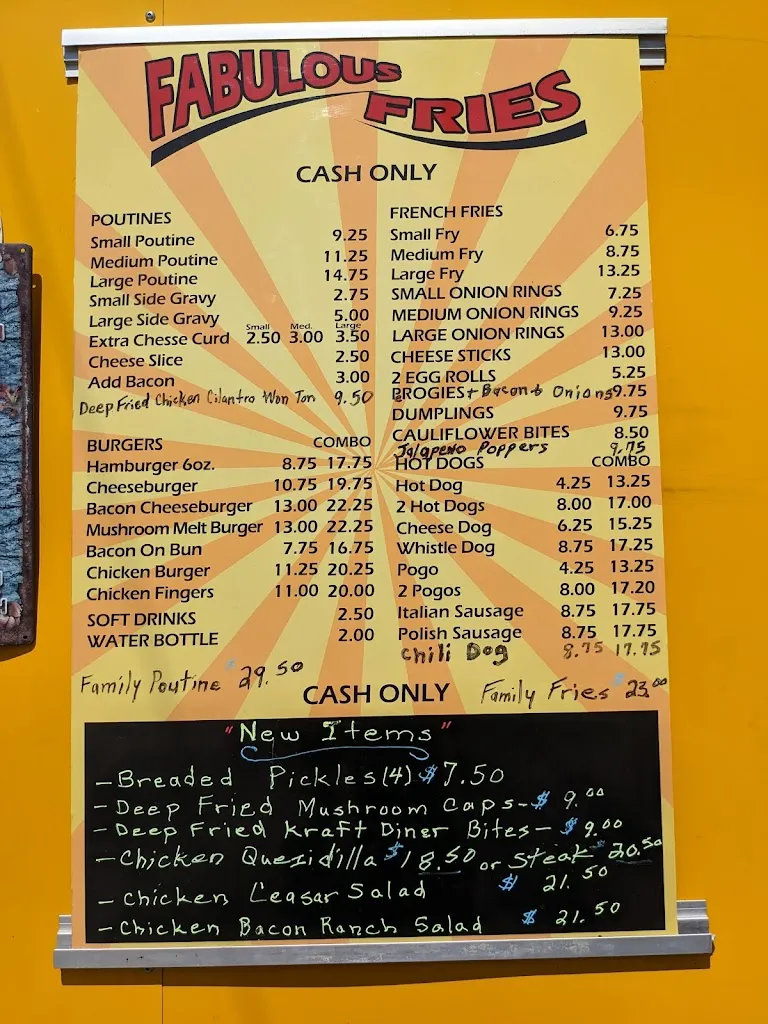 FABULOUS
FRIES
CASH ONLY
POUTINES
Small Poutine 9.25
Medium Poutine 11.25
Large Poutine 14.75
Small Side Gravy 2.75
Large Side Gravy 5.00
Small Med. Large
Extra Chesse Curd 2.50 3.00 3.50
Cheese Slice 2.50
Add Bacon 3.00
Deep Fried Chicken Cilantro Won Ton 9.50
BURGERS COMBO
Hamburger 6oz. 8.75 17.75
Cheeseburger 10.75 19.75
Bacon Cheeseburger 13.00 22.25
Mushroom Melt Burger 13.00 22.25
Bacon On Bun 7.75 16.75
Chicken Burger 11.25 20.25
Chicken Fingers 11.00 20.00
SOFT DRINKS 2.50
WATER BOTTLE 2.00
Family Poutine $29.50
FRENCH FRIES
Small Fry 6.75
Medium Fry 8.75
Large Fry 13.25
SMALL ONION RINGS 7.25
MEDIUM ONION RINGS 9.25
LARGE ONION RINGS 13.00
CHEESE STICKS 13.00
2 EGG ROLLS 5.25
PROGIES + Bacon & Onions 9.75
DUMPLINGS 9.75
CAULIFLOWER BITES 8.50
Jalapeno Poppers 9.75
HOT DOGS COMBO
Hot Dog 4.25 13.25
2 Hot Dogs 8.00 17.00
Cheese Dog 6.25 15.25
Whistle Dog 8.75 17.25
Pogo 4.25 13.25
2 Pogos 8.00 17.20
Italian Sausage 8.75 17.75
Polish Sausage 8.75 17.75
Chili Dog 8.75 17.75
CASH ONLY
Family Fries $23.00
"New Items"
- Breaded Pickles (4) $7.50
- Deep Fried Mushroom Caps - $9.00
- Deep Fried Kraft Diner Bites - $9.00
- Chicken Quesidilla $18.50 or Steak $20.50
- Chicken Ceasar Salad $21.50
- Chicken Bacon Ranch Salad $21.50